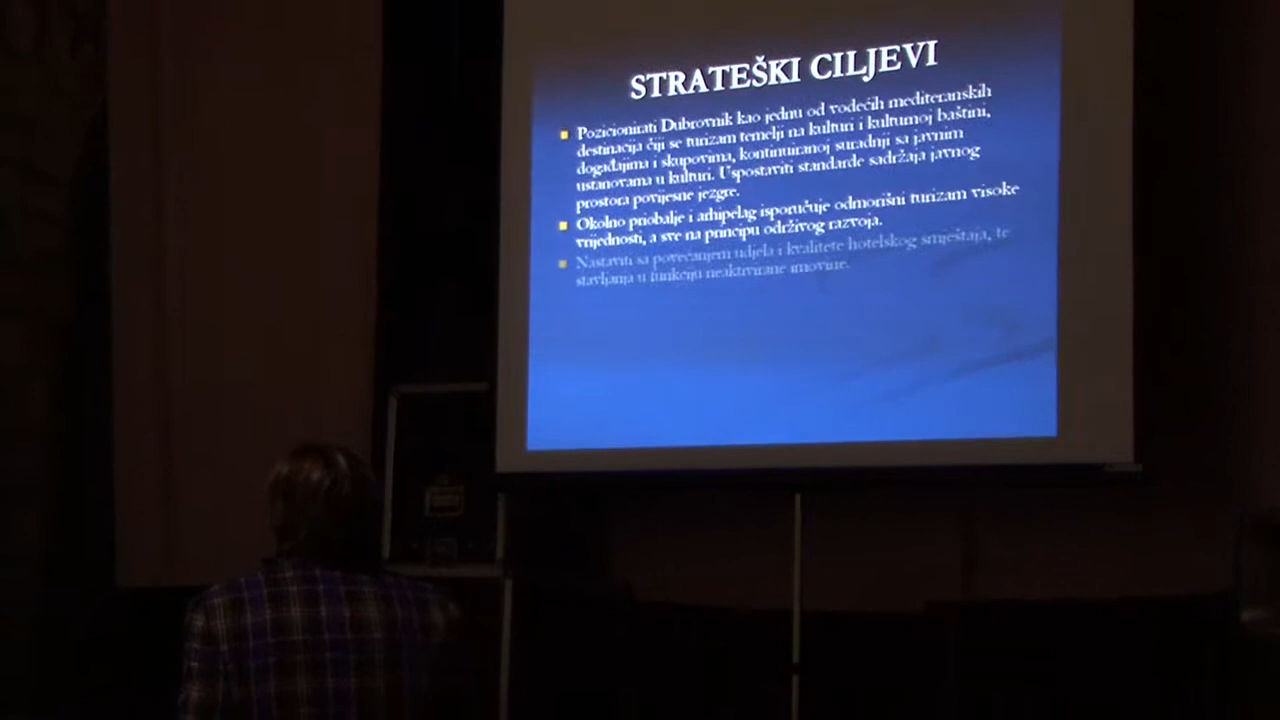 STRATEŠKI CILJEVI
Pozicionirati Dubrovnik kao jednu od vodećih mediteranskih
destinacija čiji se turizam temelji na kulturi i kulturnoj baštini,
događajima i skupovima, kontinuiranoj suradnji sa javnim
ustanovama u kulturi. Uspostaviti standarde sadržaja javnog
prostora povijesne jezgre.
Okolno priobalje i arhipelag isporučuje odmorišni turizam visoke
vrijednosti, a sve na principu održivog razvoja.
Nastaviti sa povećanjem udjela i kvalitete hotelskog smještaja, te
stavljanja u funkciju neaktivirane imovine.